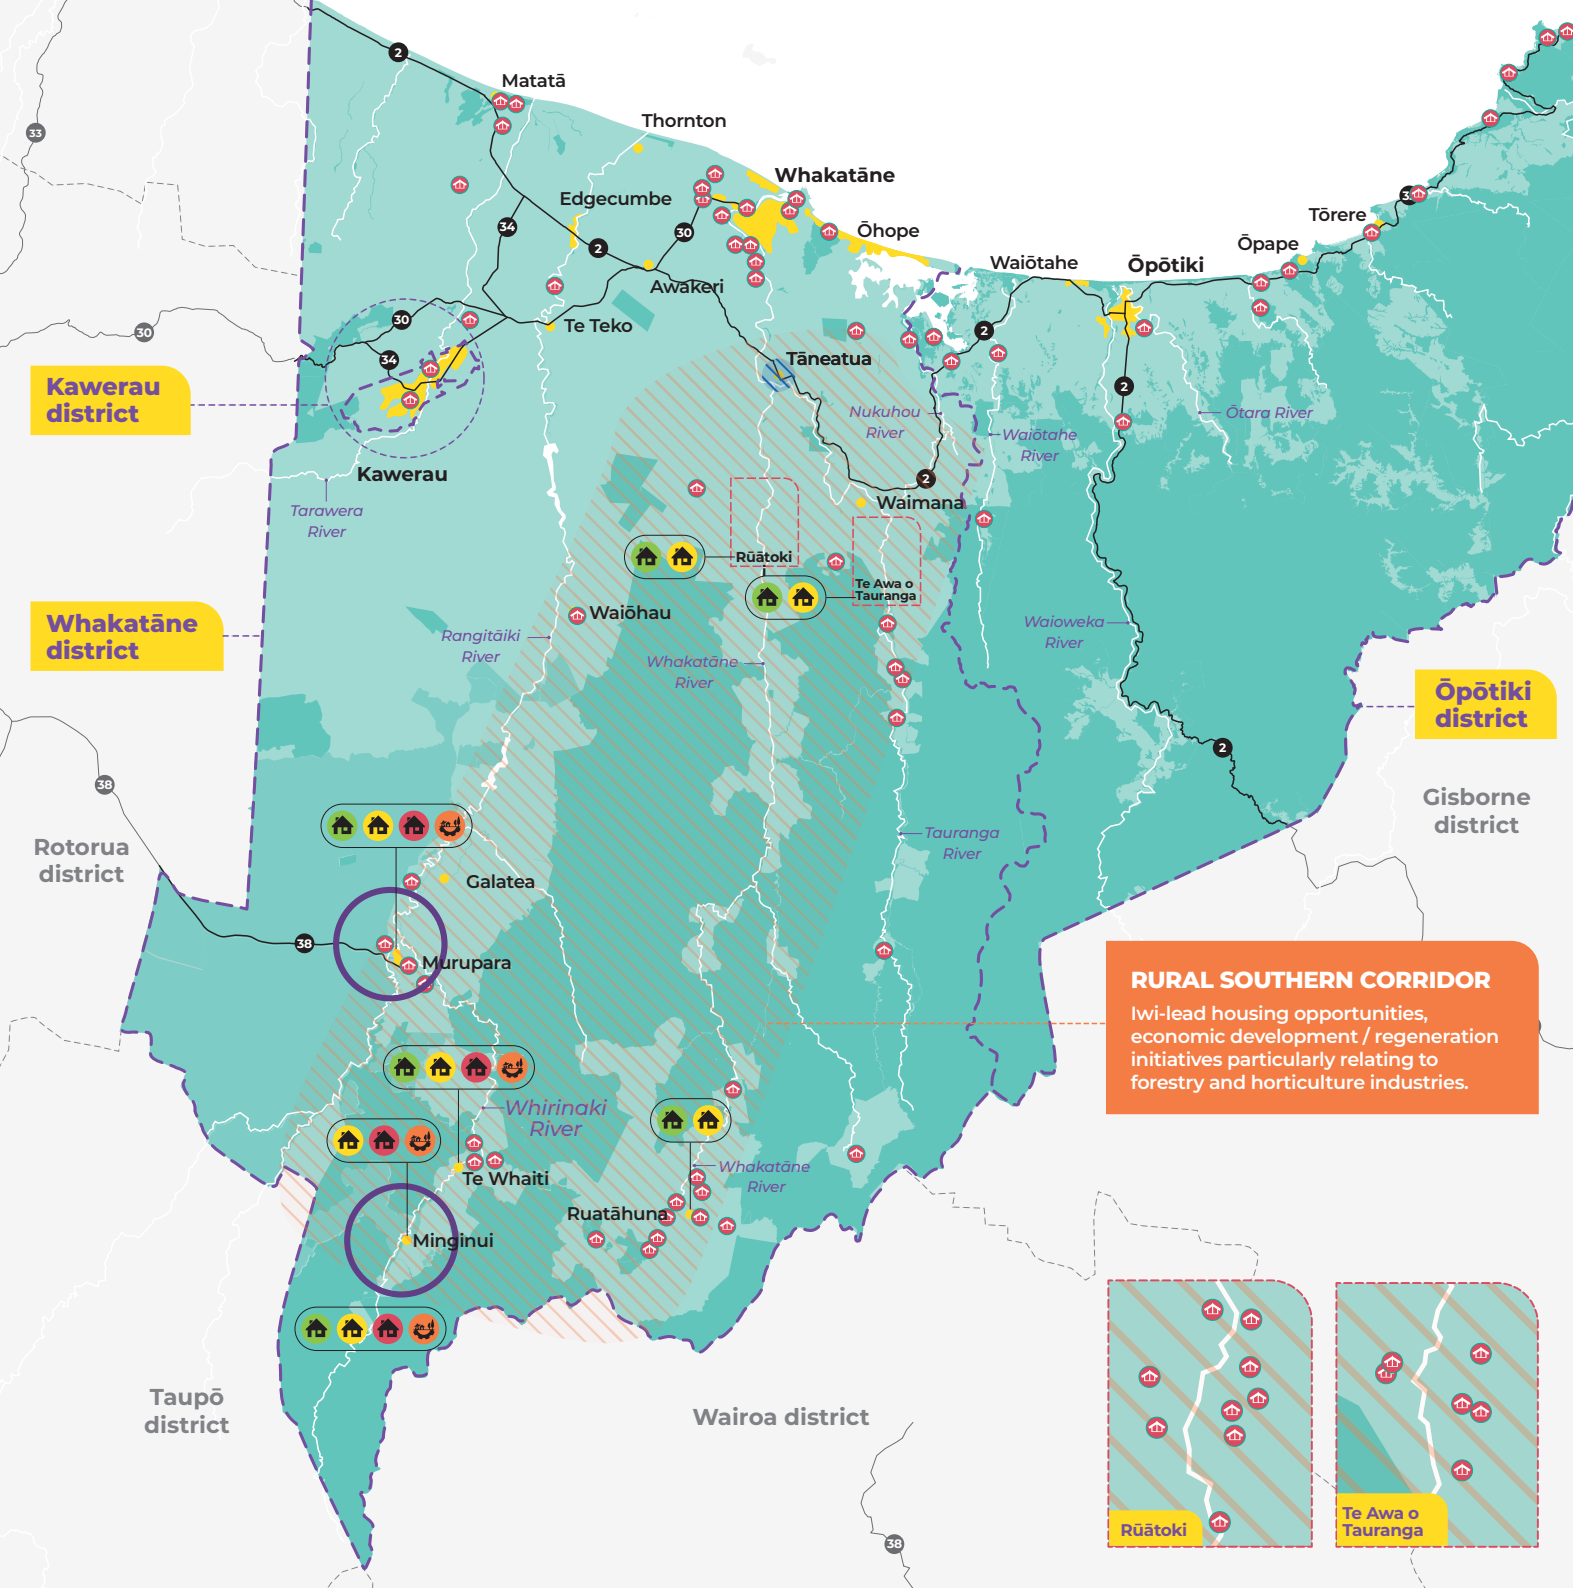 2
Matatā
33
Thornton
Whakatāne
Edgecumbe
34
30
2
Ōhope
Tōrere
Ōpape
Waiōtahe
Ōpōtiki
Awakeri
30
30
Te Teko
2
34
Tāneatua
Kawerau
district
2
Nukuhou
River
Ōtara River
Waiōtahe
River
Kawerau
2
Waimana
Tarawera
River
Rūātoki
Te Awa o
Tauranga
Waiōhau
Whakatāne
district
Rangitāiki
River
Waioweka
River
Whakatāne
River
Ōpōtiki
district
2
38
Gisborne
district
Rotorua
district
Tauranga
River
Galatea
38
Murupara
RURAL SOUTHERN CORRIDOR
Iwi-lead housing opportunities,
economic development / regeneration
initiatives particularly relating to
forestry and horticulture industries.
Whirinaki
River
Te Whaiti
Whakatāne
River
Ruatāhuna
Minginui
Taupō
district
Wairoa district
Rūātoki
Te Awa o
Tauranga
38